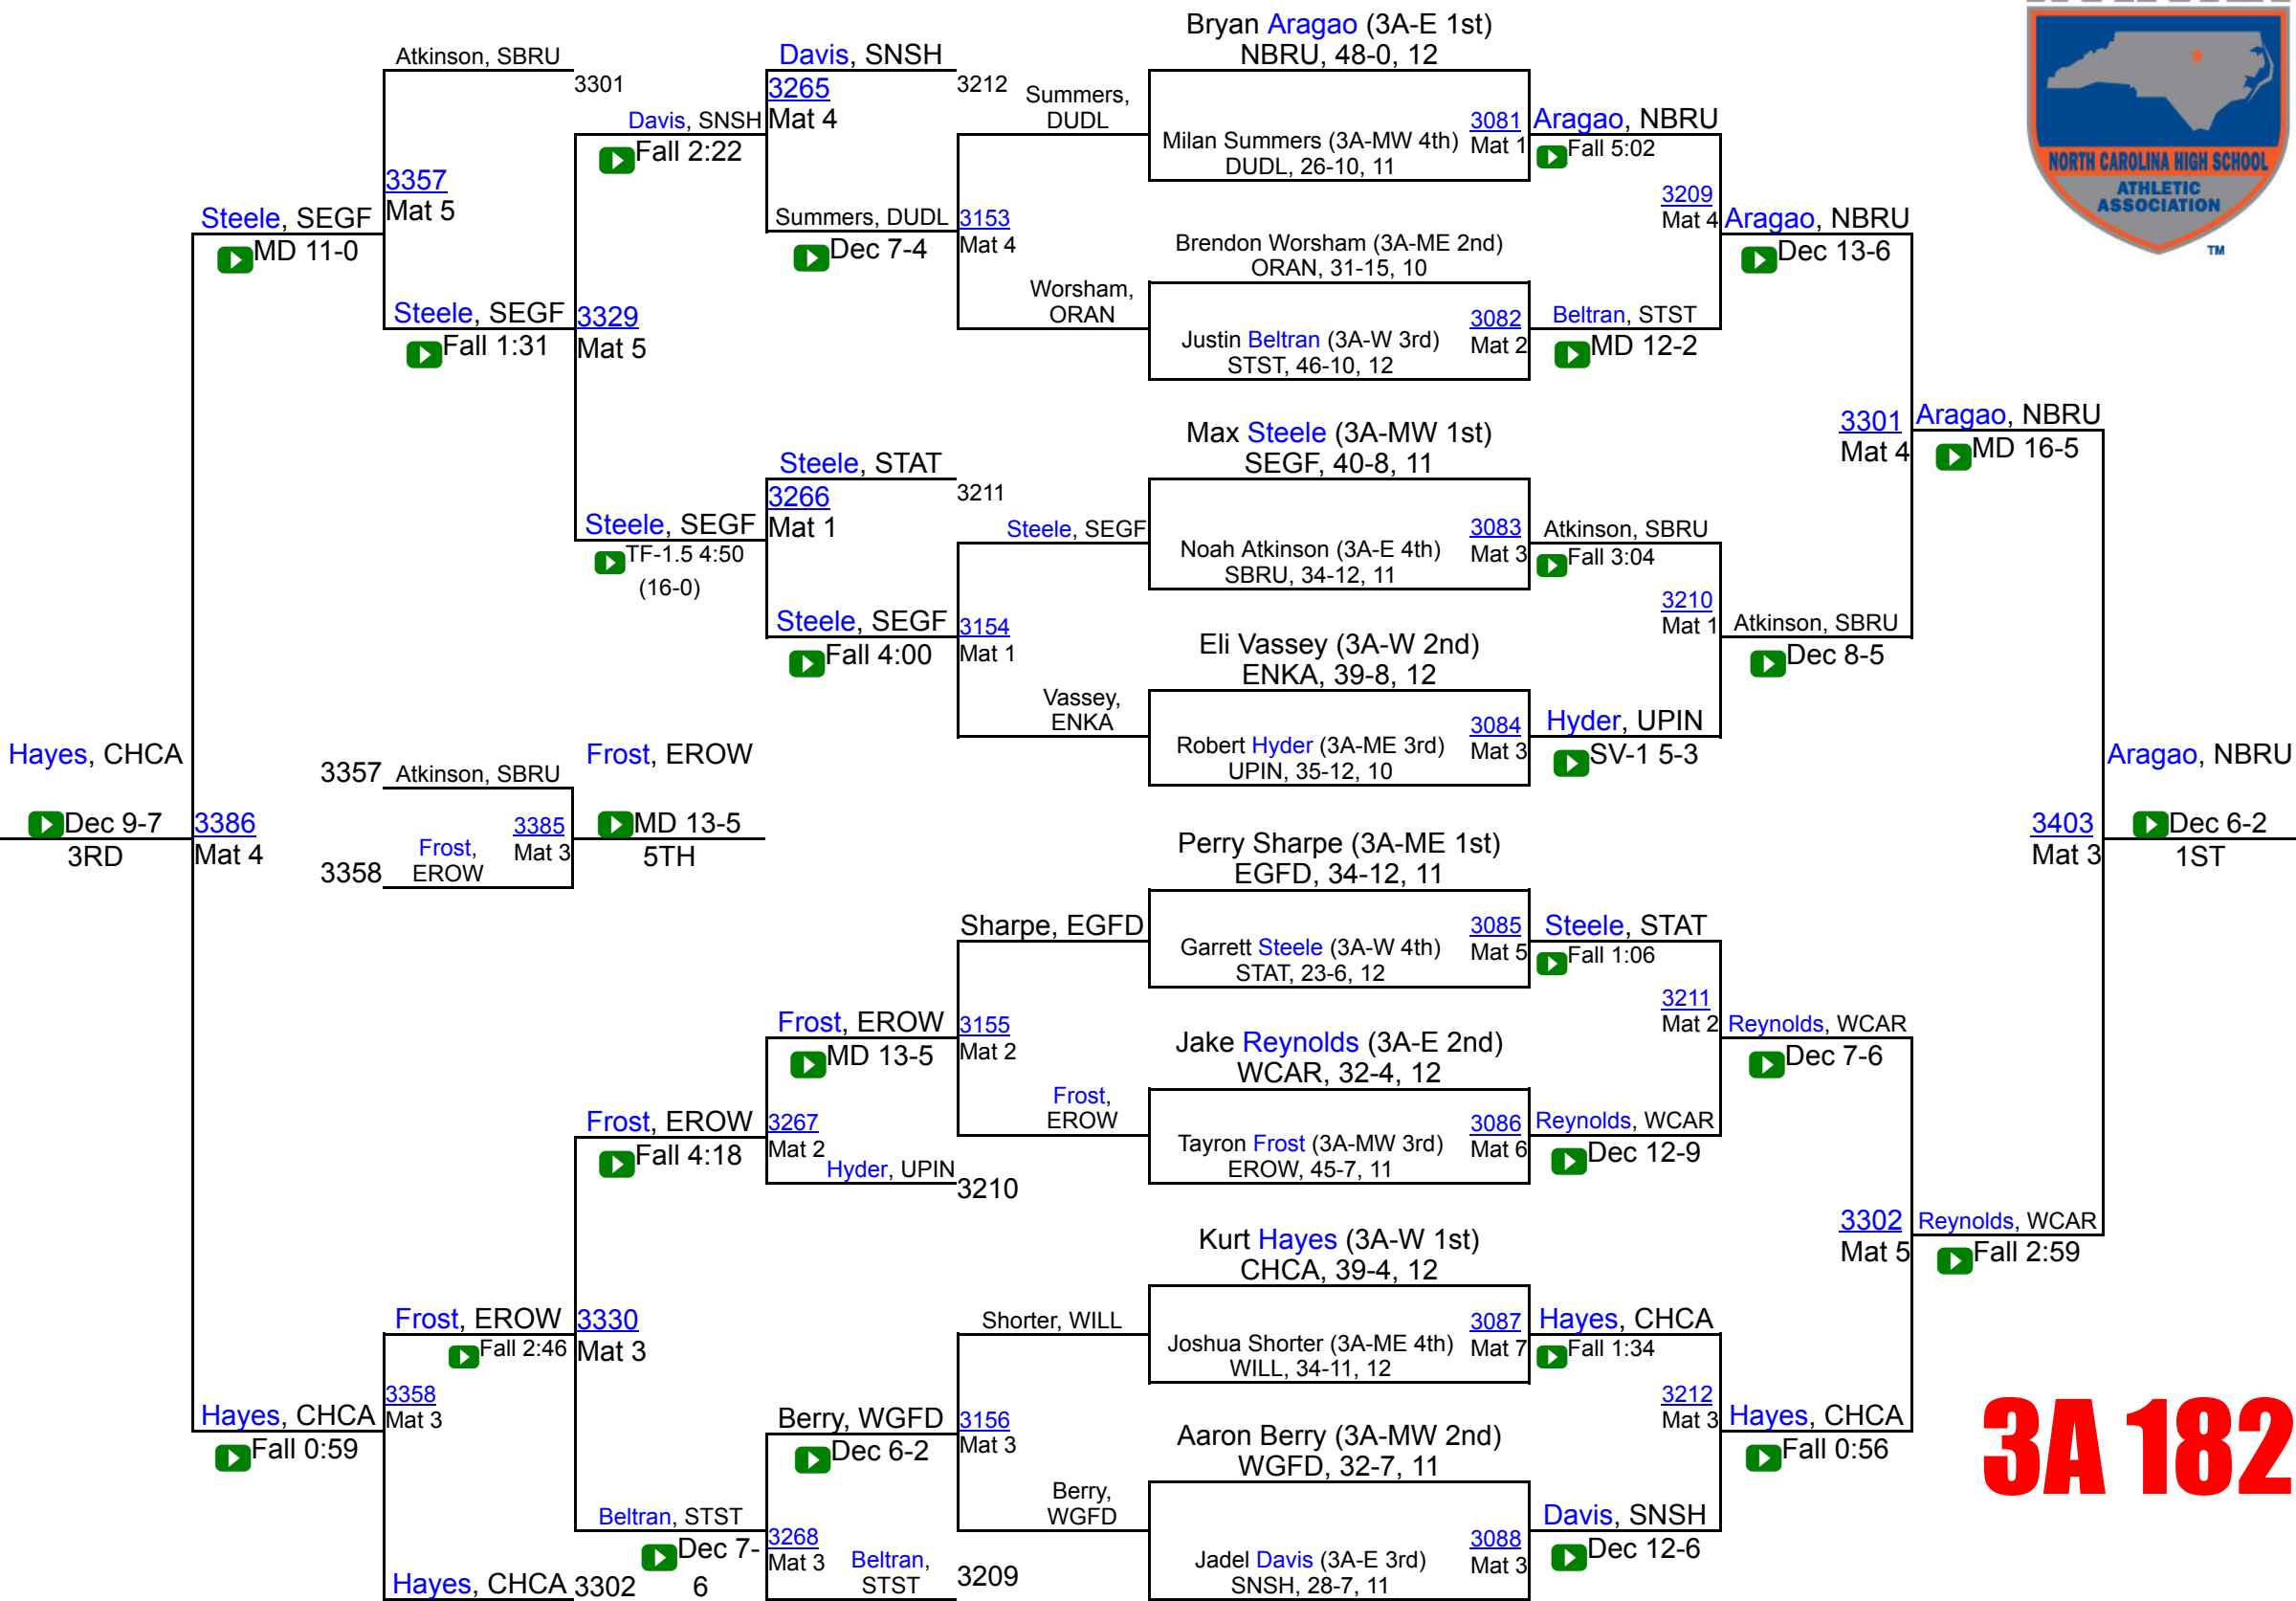 Atkinson, SBRU
3301
3357
Mat 5
Steele, SEGF
MD 11-0
Steele, SEGF
Fall 1:31
Davis, SNSH
Fall 2:22
3329
Mat 5
Davis, SNSH
3212
3265
Mat 4
Summers, DUDL
Dec 7-4
3153
Mat 4
Summers,
DUDL
Worsham,
ORAN
Steele, STAT
3211
3266
Mat 1
Steele, SEGF
TF-1.5 4:50
(16-0)
Steele, SEGF
Fall 4:00
3154
Mat 1
Steele, SEGF
Vassey,
ENKA
Hayes, CHCA
Dec 9-7
3RD
3386
Mat 4
3357
Atkinson, SBRU
3358
Frost,
EROW
3385
Mat 3
Frost, EROW
MD 13-5
5TH
Sharpe, EGFD
Frost, EROW
MD 13-5
3155
Mat 2
Frost,
EROW
Frost, EROW
Fall 4:18
3267
Mat 2
Hyder, UPIN
3210
Frost, EROW
Fall 2:46
3330
Mat 3
Shorter, WILL
3358
Mat 3
Hayes, CHCA
Fall 0:59
Berry, WGFD
Dec 6-2
3156
Mat 3
Berry,
WGFD
Beltran, STST
Dec 7-
6
3268
Mat 3
Beltran,
STST
3209
Hayes, CHCA
3302
Bryan Aragao (3A-E 1st)
NBRU, 48-0, 12
Milan Summers (3A-MW 4th)
DUDL, 26-10, 11
3081
Mat 1
Aragao, NBRU
Fall 5:02
Brendon Worsham (3A-ME 2nd)
ORAN, 31-15, 10
Justin Beltran (3A-W 3rd)
STST, 46-10, 12
3082
Mat 2
Beltran, STST
MD 12-2
3209
Mat 4
Aragao, NBRU
Dec 13-6
Max Steele (3A-MW 1st)
SEGF, 40-8, 11
Noah Atkinson (3A-E 4th)
SBRU, 34-12, 11
3083
Mat 3
Atkinson, SBRU
Fall 3:04
Eli Vassey (3A-W 2nd)
ENKA, 39-8, 12
Robert Hyder (3A-ME 3rd)
UPIN, 35-12, 10
3084
Mat 3
Hyder, UPIN
SV-1 5-3
3210
Mat 1
Atkinson, SBRU
Dec 8-5
3301
Mat 4
Aragao, NBRU
MD 16-5
Perry Sharpe (3A-ME 1st)
EGFD, 34-12, 11
Garrett Steele (3A-W 4th)
STAT, 23-6, 12
3085
Mat 5
Steele, STAT
Fall 1:06
Jake Reynolds (3A-E 2nd)
WCAR, 32-4, 12
Tayron Frost (3A-MW 3rd)
EROW, 45-7, 11
3086
Mat 6
Reynolds, WCAR
Dec 12-9
3211
Mat 2
Reynolds, WCAR
Dec 7-6
Kurt Hayes (3A-W 1st)
CHCA, 39-4, 12
Joshua Shorter (3A-ME 4th)
WILL, 34-11, 12
3087
Mat 7
Hayes, CHCA
Fall 1:34
Aaron Berry (3A-MW 2nd)
WGFD, 32-7, 11
Jadel Davis (3A-E 3rd)
SNSH, 28-7, 11
3088
Mat 3
Davis, SNSH
Dec 12-6
3212
Mat 3
Hayes, CHCA
Fall 0:56
3302
Mat 5
Reynolds, WCAR
Fall 2:59
3403
Mat 3
Aragao, NBRU
Dec 6-2
1ST
NORTH CAROLINA HIGH SCHOOL
ATHLETIC
ASSOCIATION
TM
3A 182